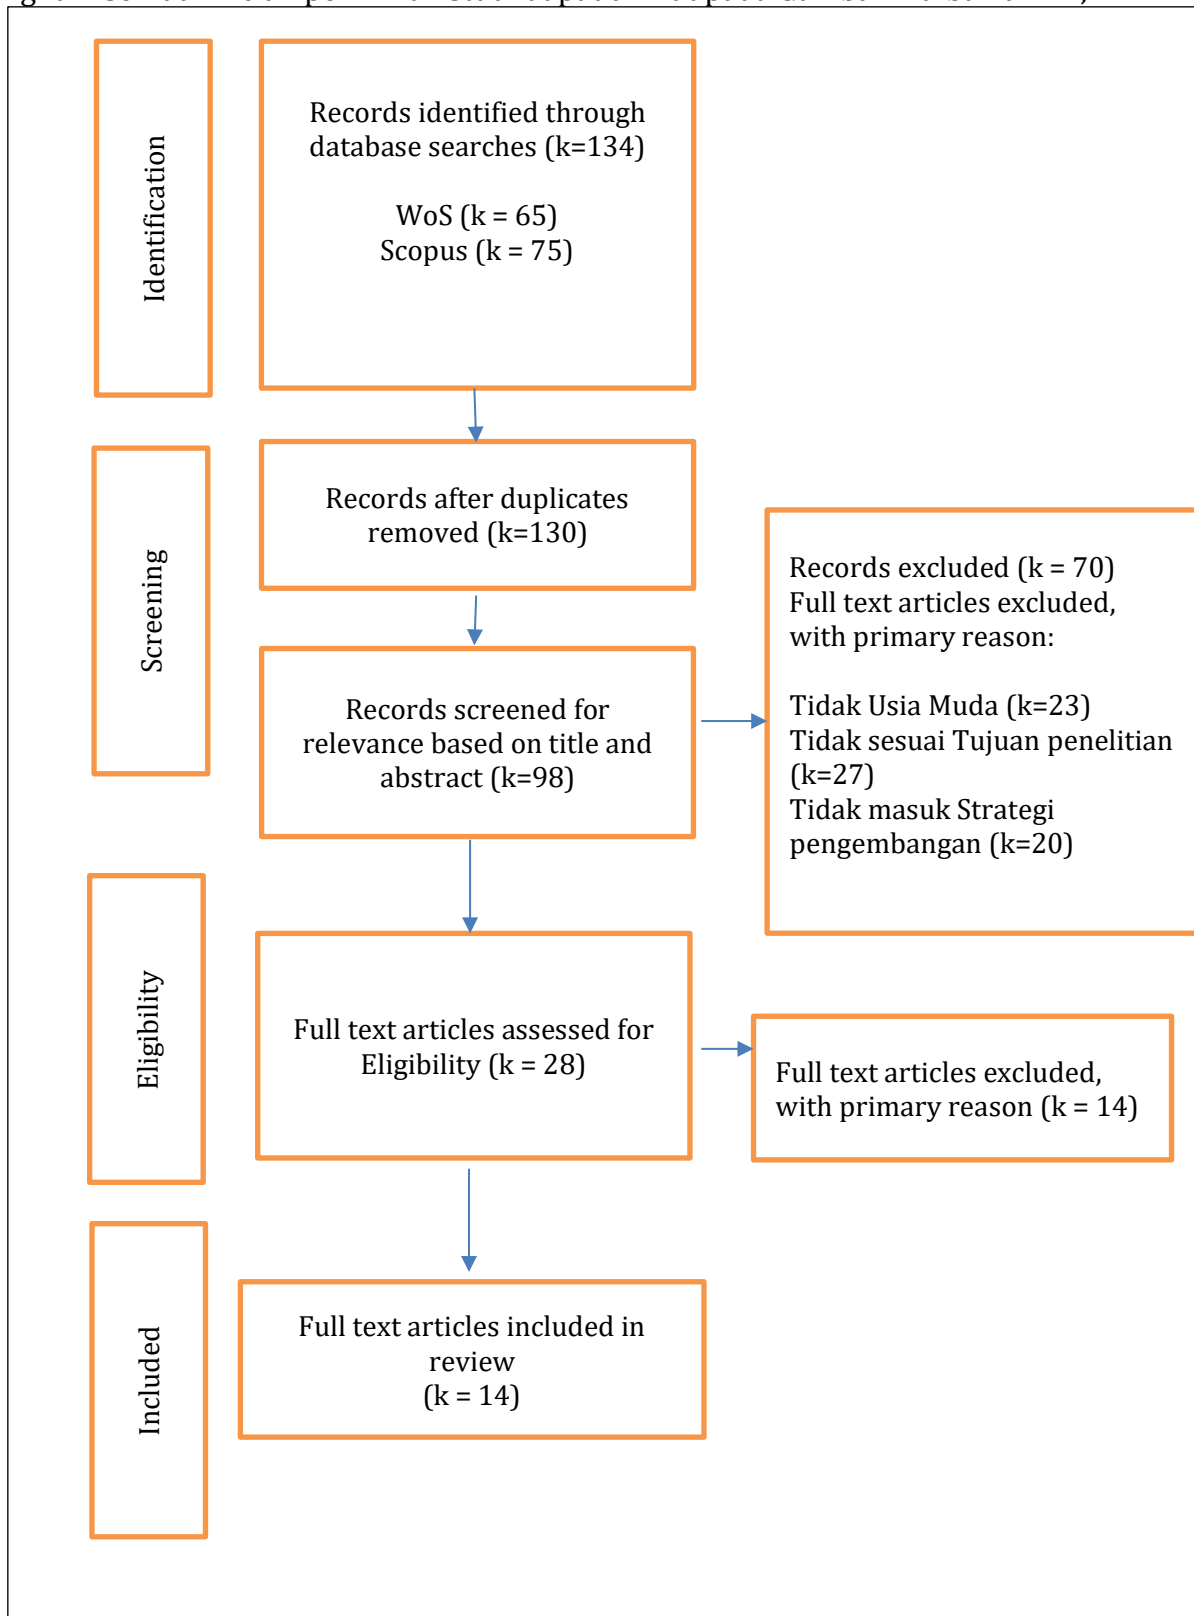 Identification
Records identified through
database searches (k=134)
WoS (k = 65)
Scopus (k = 75)
Screening
Records after duplicates
removed (k=130)
Records screened for
relevance based on title and
abstract (k=98)
Records excluded (k = 70)
Full text articles excluded,
with primary reason:
Tidak Usia Muda (k=23)
Tidak sesuai Tujuan penelitian
(k=27)
Tidak masuk Strategi
pengembangan (k=20)
Eligibility
Full text articles assessed for
Eligibility (k = 28)
Full text articles excluded,
with primary reason (k = 14)
Included
Full text articles included in
review
(k = 14)